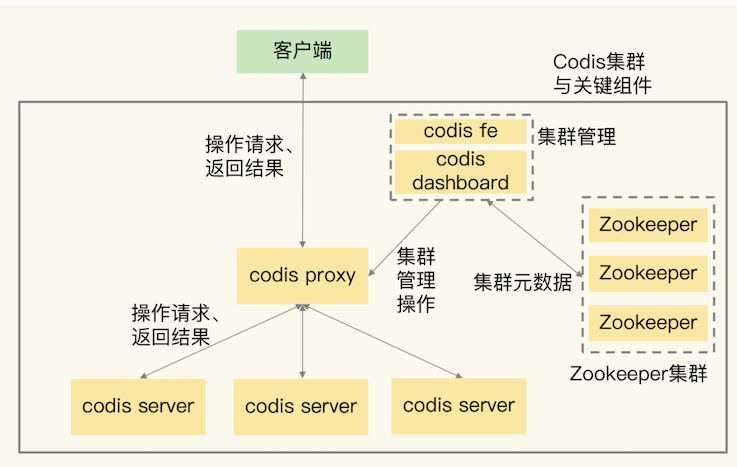 客户端
Codis集群
与关键组件
操作请求、
返回结果
codis fe
codis
dashboard
集群管理
Zookeeper
Zookeeper
Zookeeper
Zookeeper集群
集群
管理
操作
集群元数据
codis proxy
操作请求、
返回结果
codis server
codis server
codis server